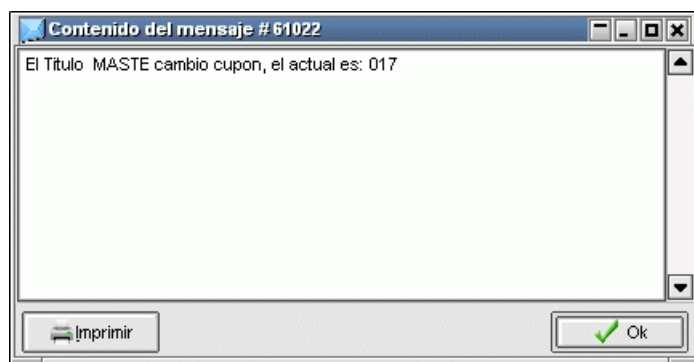 Contenido del mensaje # 61022
El Titulo MASTE cambio cupon, el actual es: 017
Imprimir
Ok